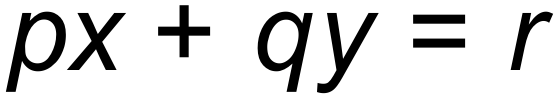 px + qy = r